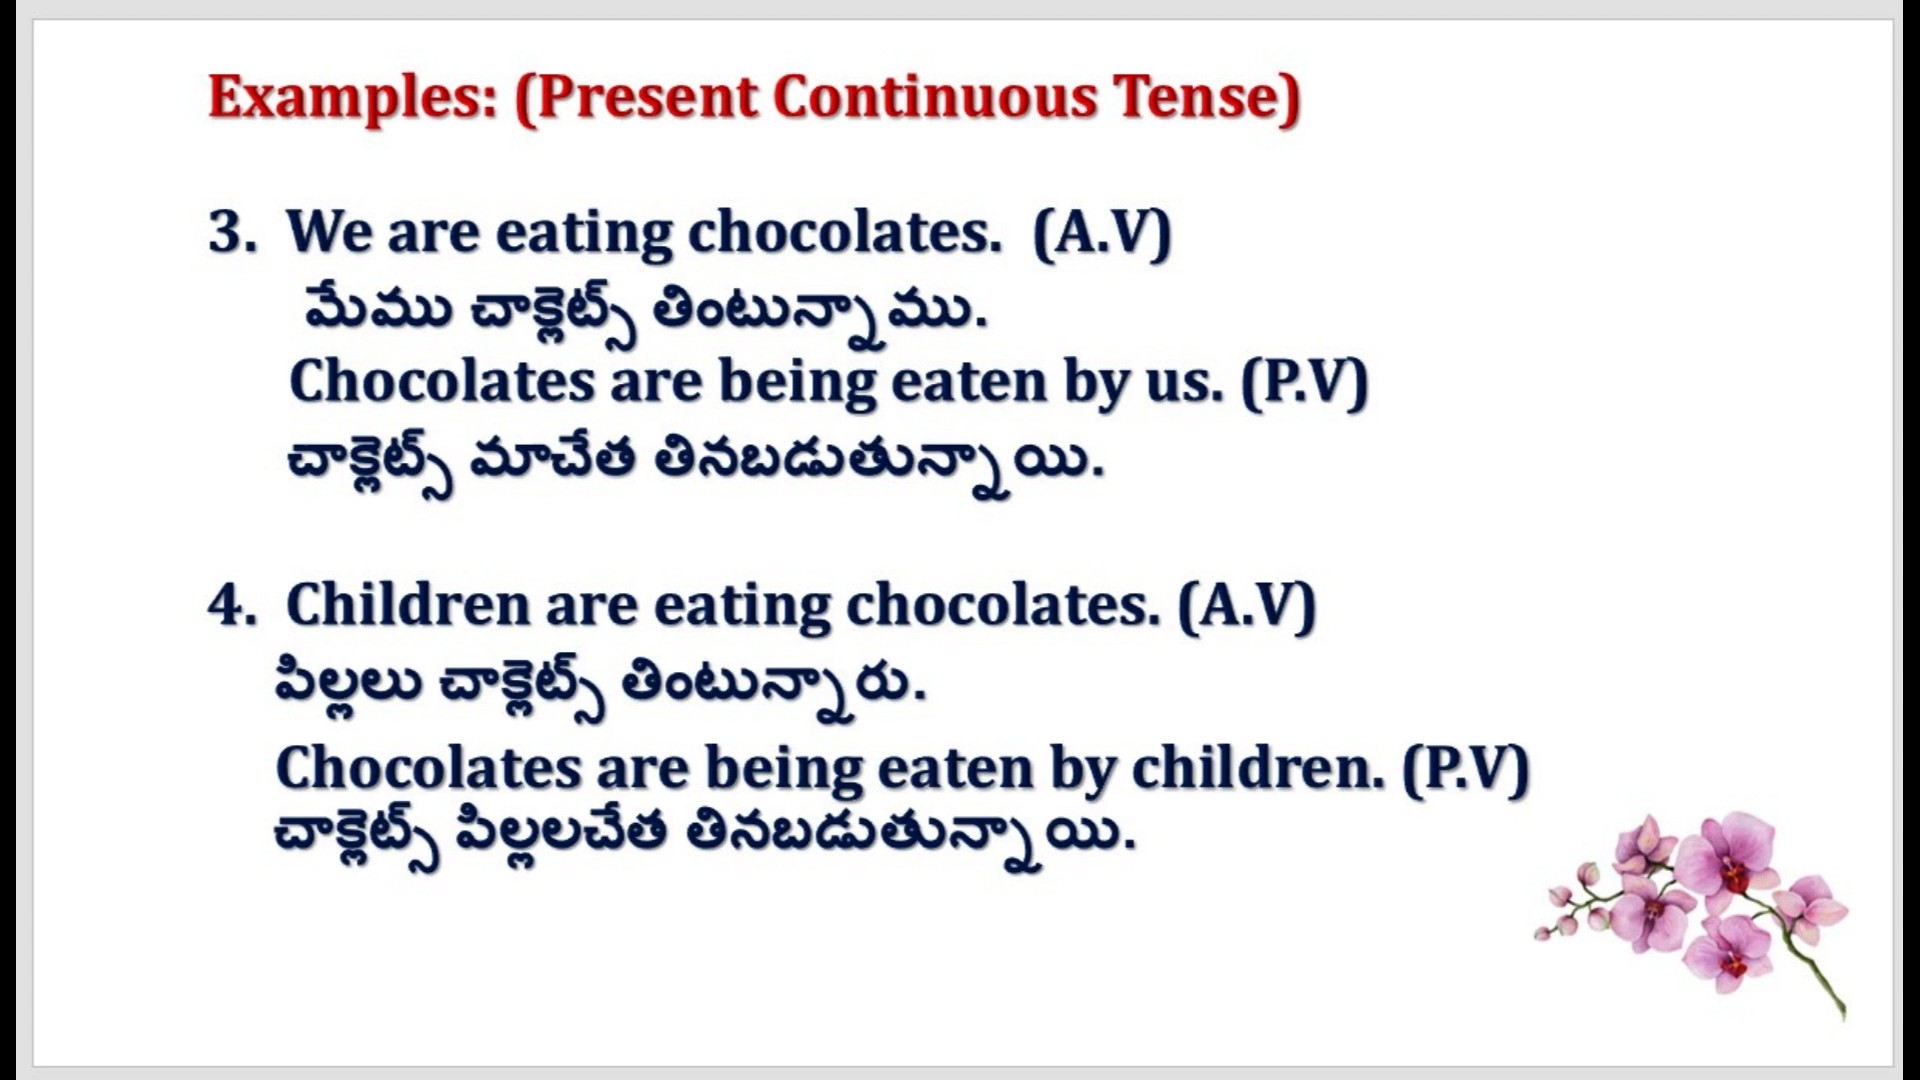 Examples: (Present Continuous Tense)
3. We are eating chocolates. (A.V)
మేము చాక్లెట్స్ తింటున్నాము.
Chocolates are being eaten by us. (P.V)
చాక్లెట్స్ మాచేత తినబడుతున్నాయి.
4. Children are eating chocolates. (A.V)
పిల్లలు చాక్లెట్స్ తింటున్నారు.
Chocolates are being eaten by children. (P.V)
చాక్లెట్స్ పిల్లలచేత తినబడుతున్నాయి.